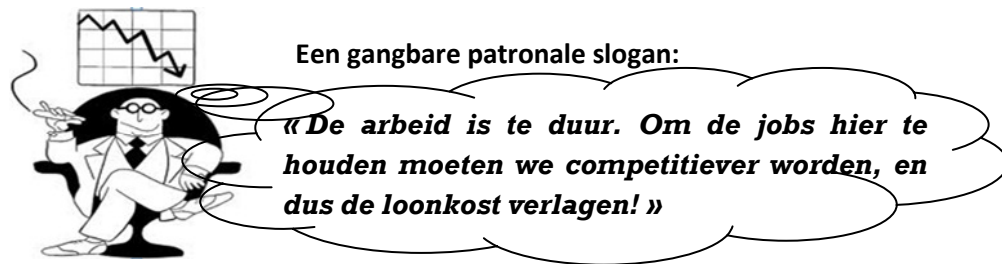 Een gangbare patronale slogan:
« De arbeid is te duur. Om de jobs hier te
houden moeten we competitiever worden, en
dus de loonkost verlagen! »